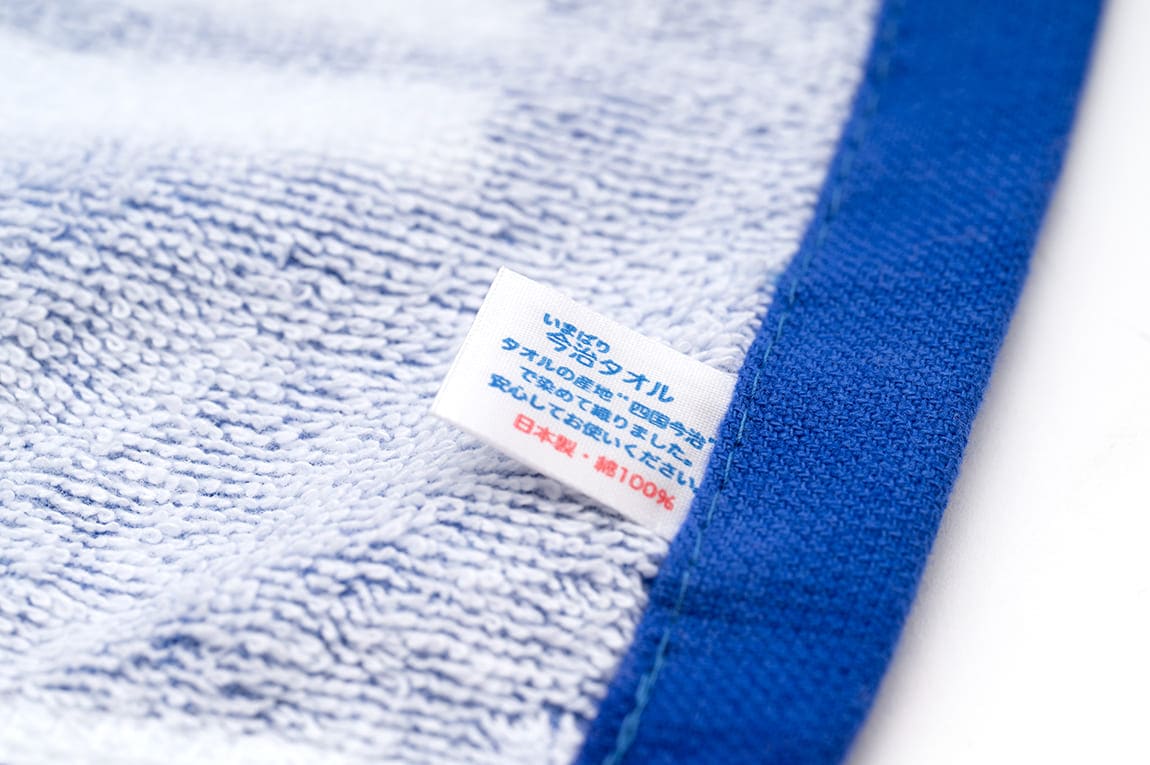 いまばり
今治タオル
タオルの産地“四国今治”
で染めて織りました。
安心してお使いください。
日本製・綿100%